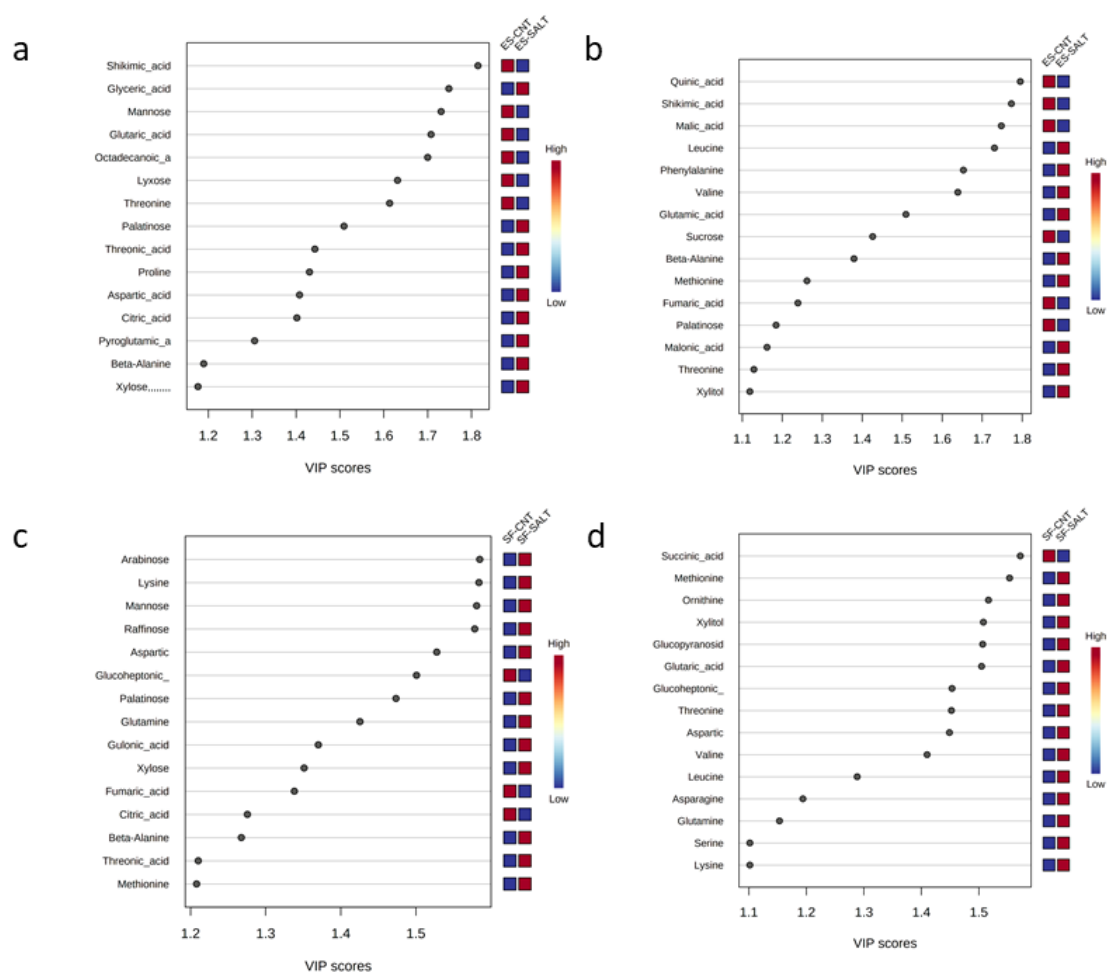 a
ES-CNT
ES-SALT
Shikimic_acid
Glyceric_acid
Mannose
Glutaric_acid
Octadecanoic_a
Lyxose
Threonine
Palatinose
Threonic_acid
Proline
Aspartic_acid
Citric_acid
Pyroglutamic_a
Beta-Alanine
Xylose........
High
Low
1.2 1.3 1.4 1.5 1.6 1.7 1.8
VIP scores
b
ES-CNT
ES-SALT
Quinic_acid
Shikimic_acid
Malic_acid
Leucine
Phenylalanine
Valine
Glutamic_acid
Sucrose
Beta-Alanine
Methionine
Fumaric_acid
Palatinose
Malonic_acid
Threonine
Xylitol
High
Low
1.1 1.2 1.3 1.4 1.5 1.6 1.7 1.8
VIP scores
c
SF-CNT
SF-SALT
Arabinose
Lysine
Mannose
Raffinose
Aspartic
Glucoheptonic_
Palatinose
Glutamine
Gulonic_acid
Xylose
Fumaric_acid
Citric_acid
Beta-Alanine
Threonic_acid
Methionine
High
Low
1.2 1.3 1.4 1.5
VIP scores
d
SF-CNT
SF-SALT
Succinic_acid
Methionine
Ornithine
Xylitol
Glucopyranosid
Glutaric_acid
Glucoheptonic_
Threonine
Aspartic
Valine
Leucine
Asparagine
Glutamine
Serine
Lysine
High
Low
1.1 1.2 1.3 1.4 1.5
VIP scores